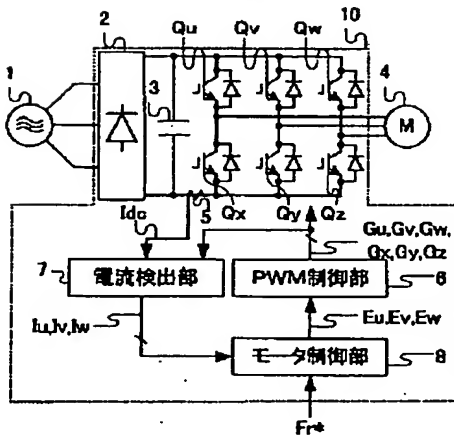 2
Qu
Qv
Qw
10
1
3
4
M
Idc
5
Qx
Qy
Qz
Gu,Gv,Gw,
Gx,Gy,Gz
7
電流検出部
PWM制御部
6
Iu,Iv,Iw
Eu,Ev,Ew
モータ制御部
8
Fr*